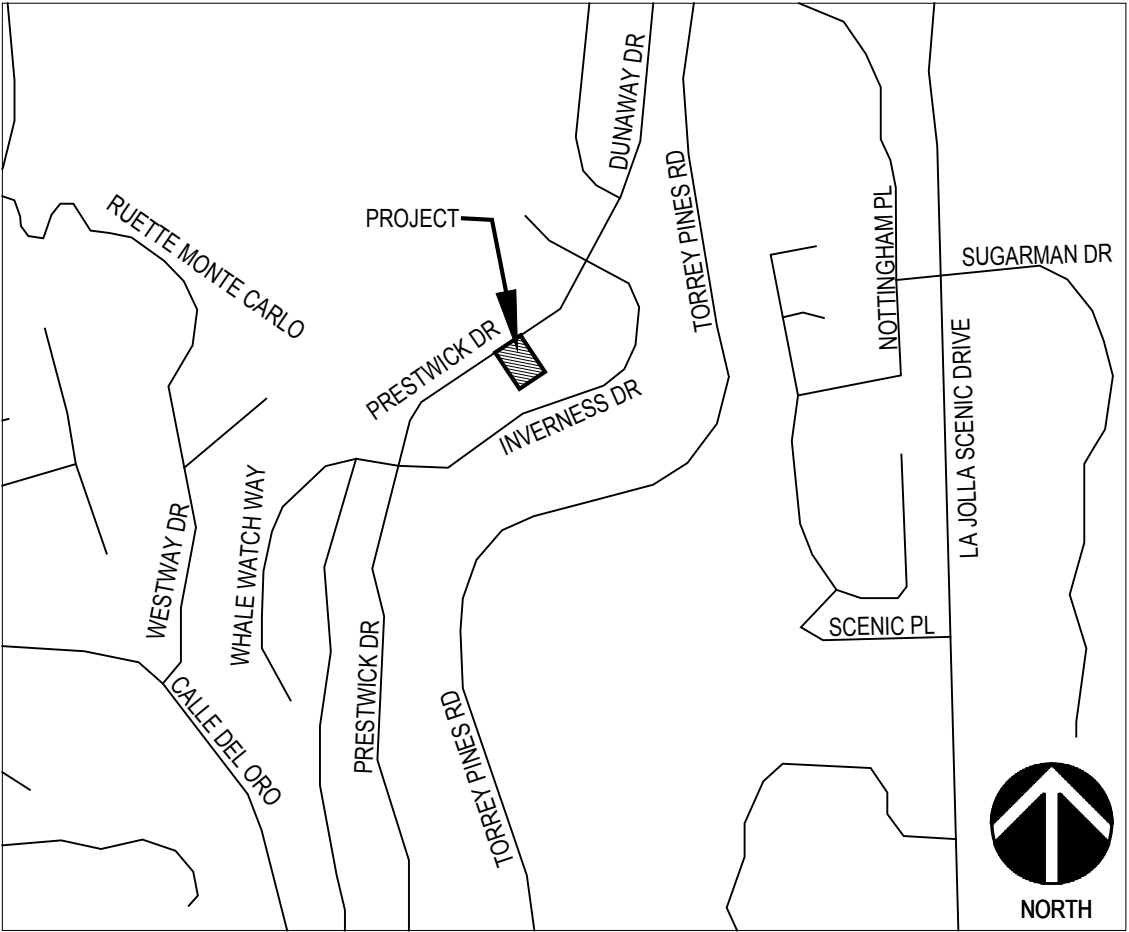 DUNAWAY DR
TORREY PINES RD
RUETTE MONTE CARLO
PROJECT
NOTTINGHAM PL
SUGARMAN DR
PRESTWICK DR
INVERNESS DR
LA JOLLA SCENIC DRIVE
WESTWAY DR
WHALE WATCH WAY
SCENIC PL
PRESTWICK DR
CALLE DEL ORO
TORREY PINES RD
NORTH